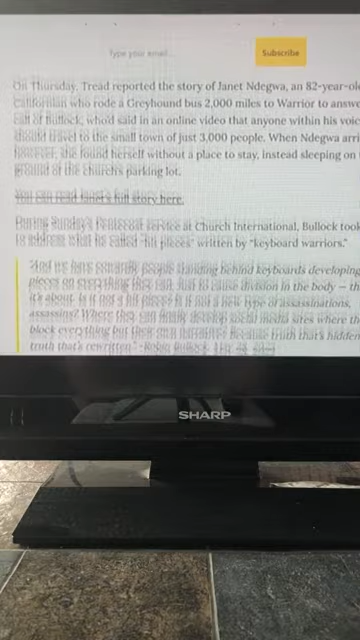 Type your email...
Subscribe
On Thursday, Tread reported the story of Janet Ndegwa, an 82-year-old
Californian who rode a Greyhound bus 2,000 miles to Warrior to answ
call of Bullock, who'd said in an online video that anyone within his voic
should travel to the small town of just 3,000 people. When Ndegwa arri
however, she found herself without a place to stay, instead sleeping on
ground of the church's parking lot.
You can read Janet's full story here.
During Sunday's Pentecost service at Church International, Bullock took
to address what he called "hit pieces" written by "keyboard warriors."
"And we have cowardly people standing behind keyboards developing
pieces on everything they can. Just to cause division in the body – th
it's about. Is it not a hit piece? Is it not a new type of assassinations,
assassins? Where they can finally develop social media sites where th
block everything but their own narratives because truth that's hidden
truth that's rewritten." Robin Bullock,
SHARP